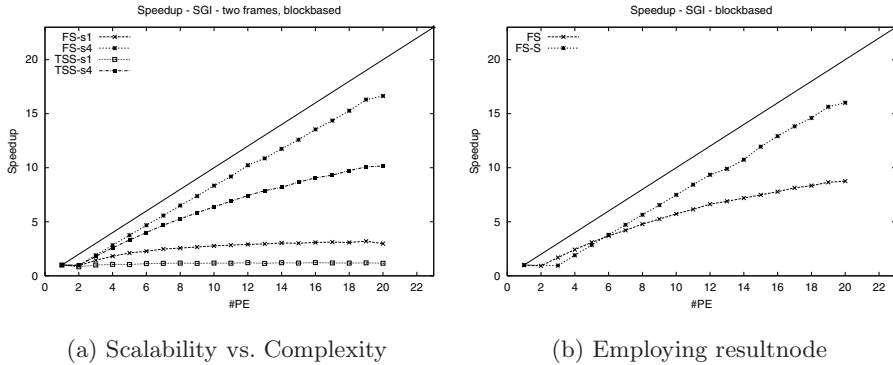 Speedup - SGI - two frames, blockbased
FS-s1
FS-s4
TSS-s1
TSS-s4
Speedup
20
15
10
5
0
0 2 4 6 8 10 12 14 16 18 20 22
#PE
(a) Scalability vs. Complexity
Speedup - SGI - blockbased
FS
FS-S
Speedup
20
15
10
5
0
0 2 4 6 8 10 12 14 16 18 20 22
#PE
(b) Employing resultnode